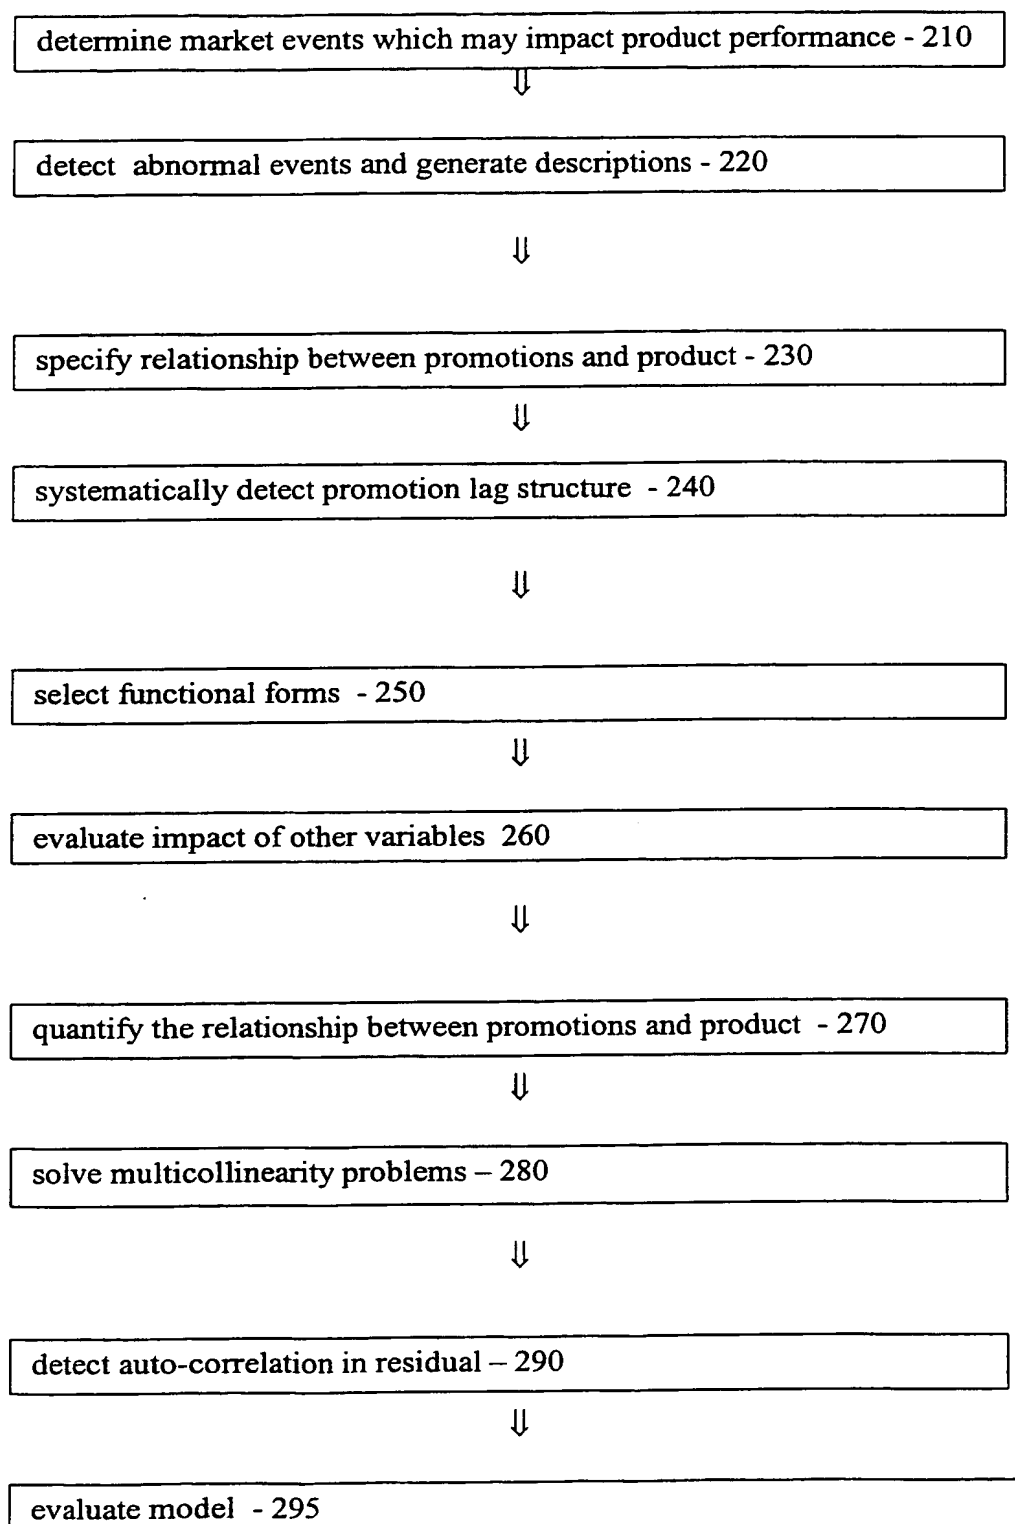 determine market events which may impact product performance - 210
⇓
detect abnormal events and generate descriptions - 220
⇓
specify relationship between promotions and product - 230
⇓
systematically detect promotion lag structure - 240
⇓
select functional forms - 250
⇓
evaluate impact of other variables 260
⇓
quantify the relationship between promotions and product - 270
⇓
solve multicollinearity problems – 280
⇓
detect auto-correlation in residual – 290
⇓
evaluate model - 295